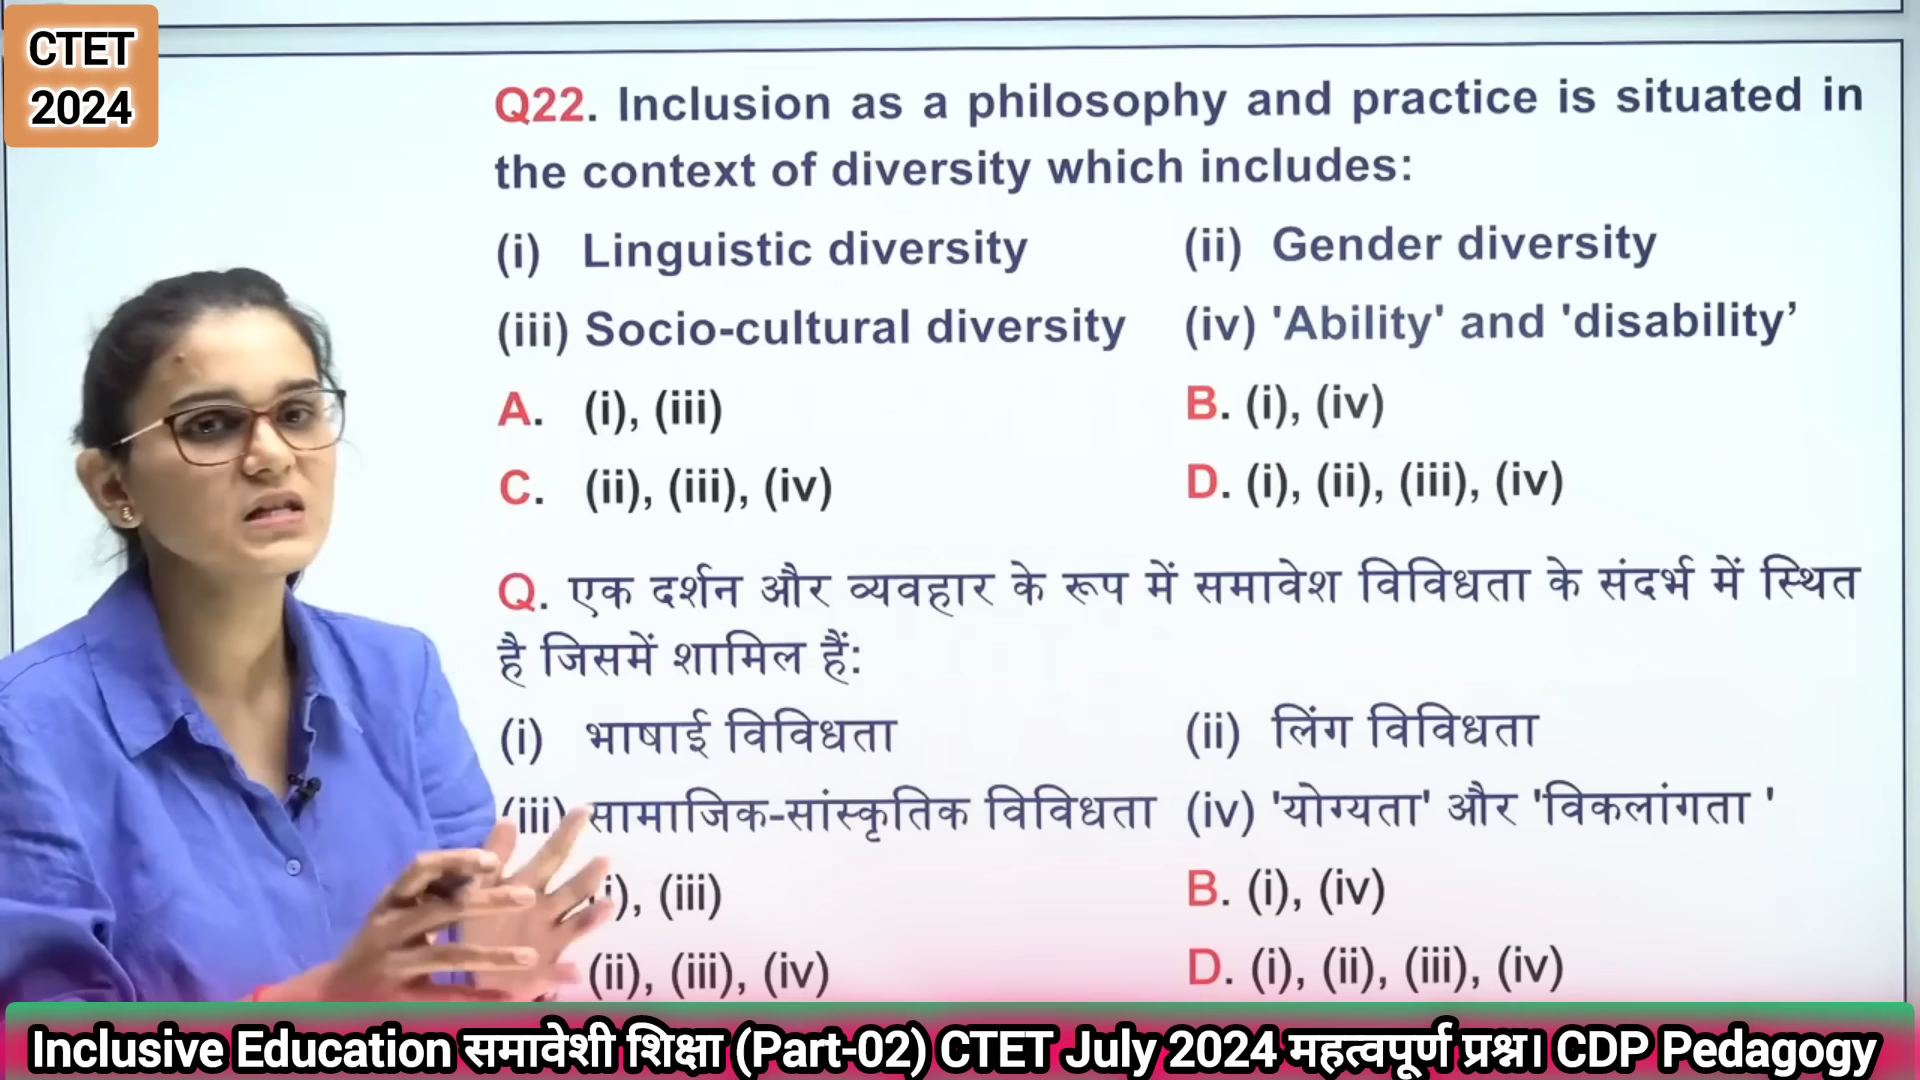 CTET
2024
Q22. Inclusion as a philosophy and practice is situated in
the context of diversity which includes:
(i) Linguistic diversity (ii) Gender diversity
(iii) Socio-cultural diversity (iv) 'Ability' and 'disability’
A. (i), (iii) B. (i), (iv)
C. (ii), (iii), (iv) D. (i), (ii), (iii), (iv)
Q. एक दर्शन और व्यवहार के रूप में समावेश विविधता के संदर्भ में स्थित
है जिसमें शामिल हैं:
(i) भाषाई विविधता (ii) लिंग विविधता
(iii) सामाजिक-सांस्कृतिक विविधता (iv) 'योग्यता' और 'विकलांगता '
(iii) B. (i), (iv)
(ii), (iii), (iv) D. (i), (ii), (iii), (iv)
Inclusive Education समावेशी शिक्षा (Part-02) CTET July 2024 महत्वपूर्ण प्रश्न। CDP Pedagogy